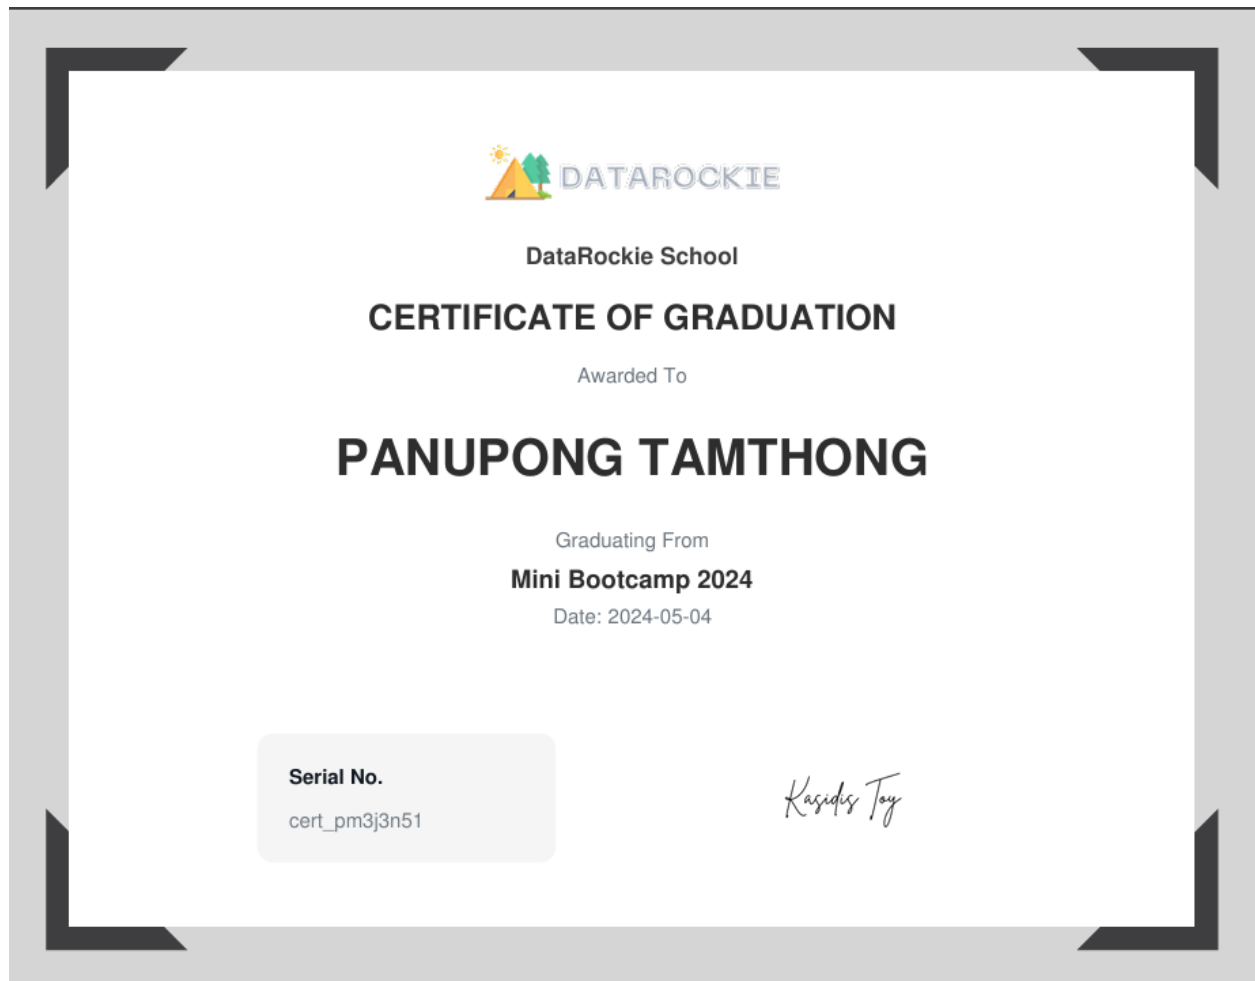 DATAROCKIE
DataRockie School
CERTIFICATE OF GRADUATION
Awarded To
PANUPONG TAMTHONG
Graduating From
Mini Bootcamp 2024
Date: 2024-05-04
Serial No.
cert_pm3j3n51
Kasidis Toy